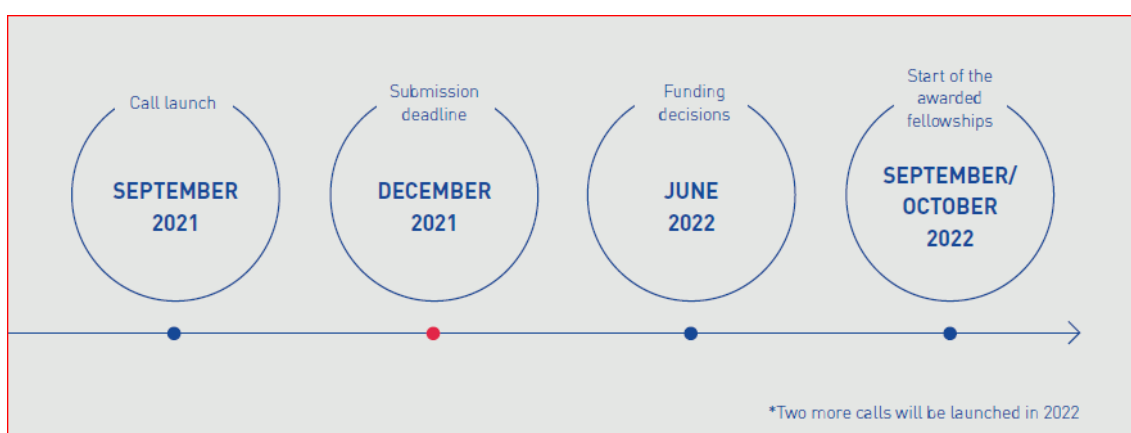 Call launch
SEPTEMBER
2021
Submission
deadline
DECEMBER
2021
Funding
decisions
JUNE
2022
Start of the
awarded
fellowships
SEPTEMBER/
OCTOBER
2022
*Two more calls will be launched in 2022